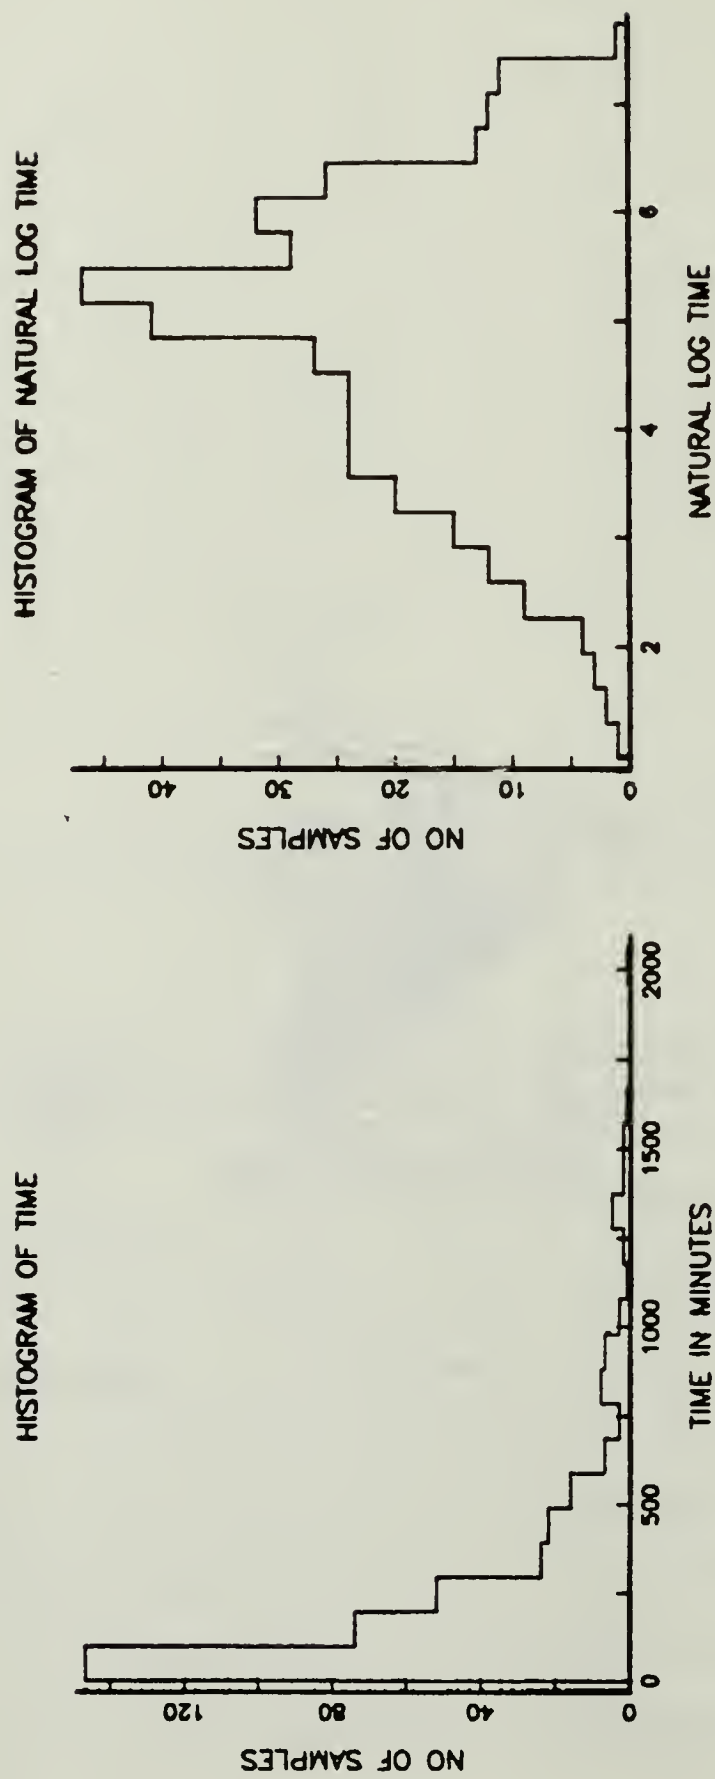 HISTOGRAM OF TIME
NO OF SAMPLES
120
80
40
0
0 500 1000 1500 2000
TIME IN MINUTES
HISTOGRAM OF NATURAL LOG TIME
NO OF SAMPLES
40
30
20
10
0
2 4 6
NATURAL LOG TIME